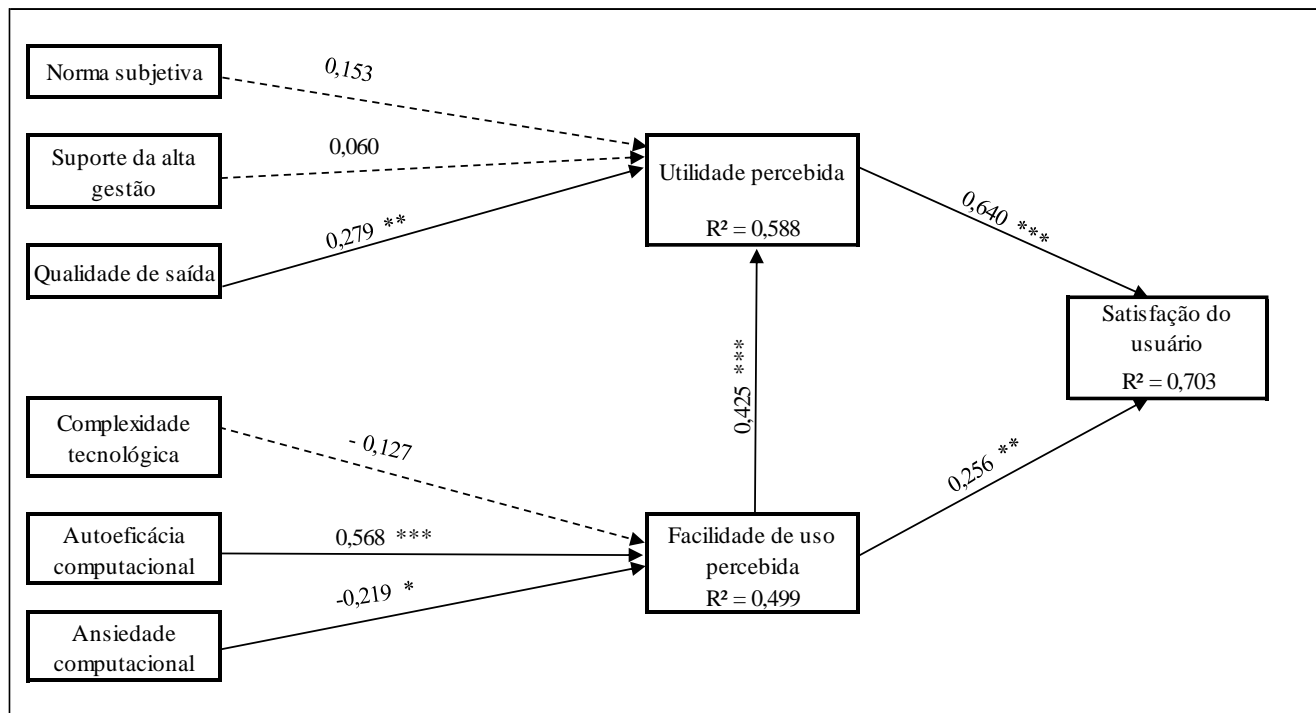 Norma subjetiva
0,153
Suporte da alta
gestão
0,060
Qualidade de saída
0,279 **
Utilidade percebida
R² = 0,588
0,640 ***
Satisfação do
usuário
R² = 0,703
0,425 ***
Complexidade
tecnológica
- 0,127
Autoeficácia
computacional
0,568 ***
Ansiedade
computacional
-0,219 *
Facilidade de uso
percebida
R² = 0,499
0,256 **